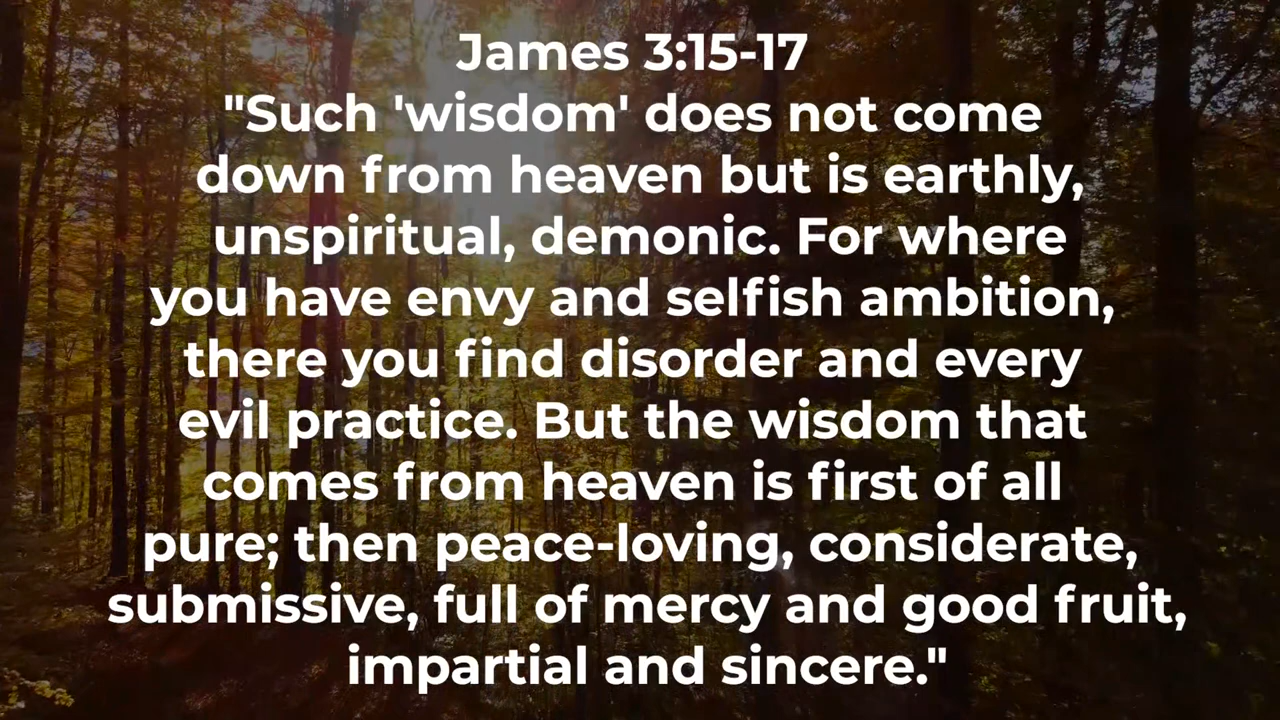 James 3:15-17
"Such 'wisdom' does not come
down from heaven but is earthly,
unspiritual, demonic. For where
you have envy and selfish ambition,
there you find disorder and every
evil practice. But the wisdom that
comes from heaven is first of all
pure; then peace-loving, considerate,
submissive, full of mercy and good fruit,
impartial and sincere."